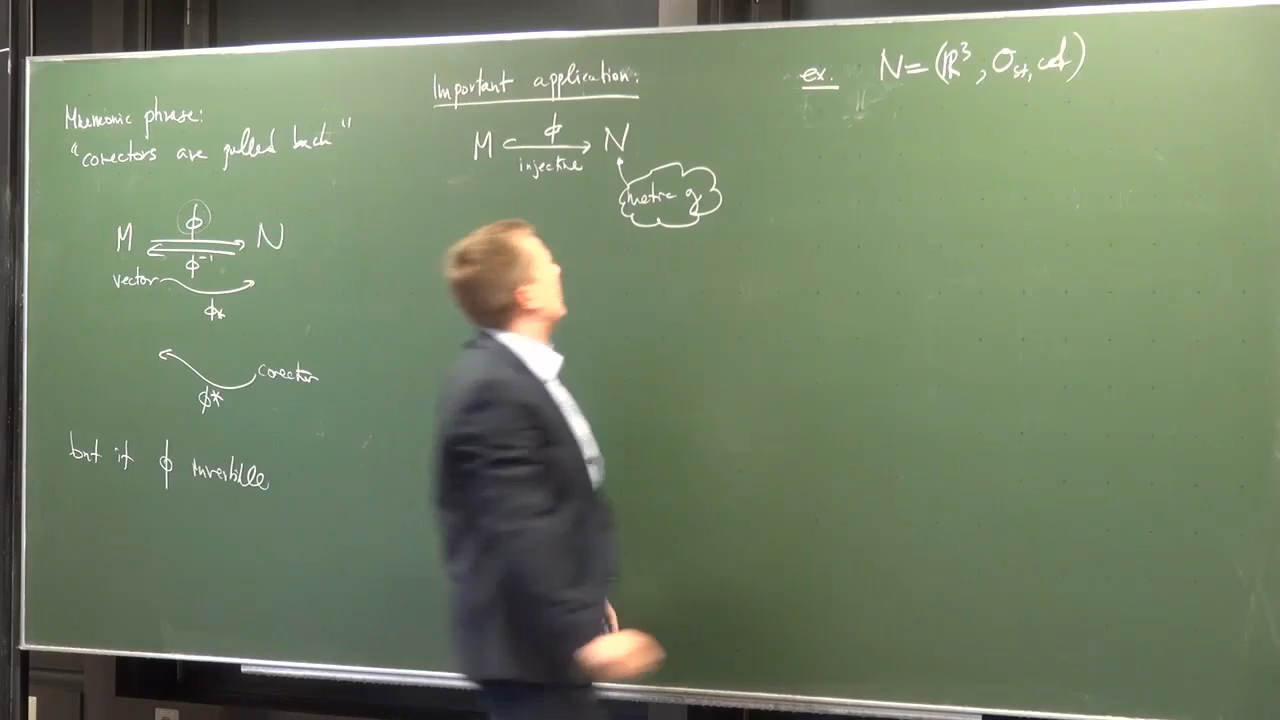 Mnemonic phrase:
"covectors are pulled back"
M ϕ N
ϕ⁻¹
vector
ϕ*
covector
ϕ*
but if ϕ invertible
Important application:
M ϕ N
injective
metric g
ex. N=(ℝ³, O_st, A)